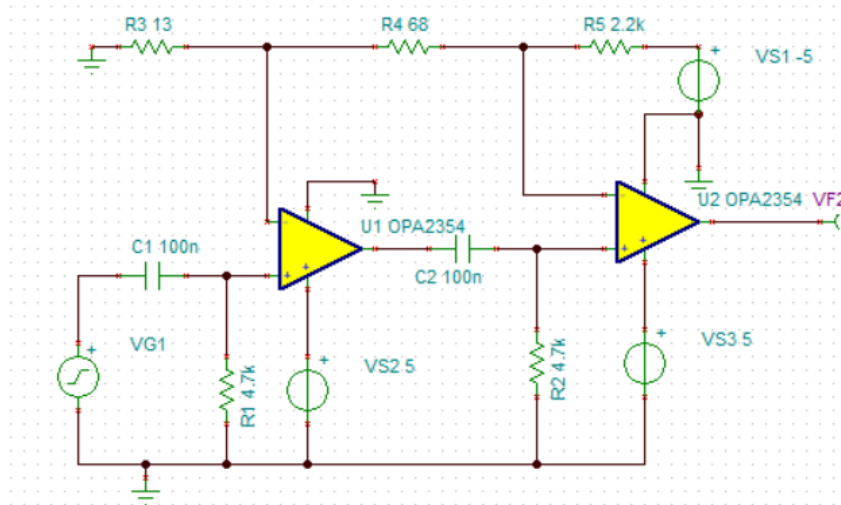 R3 13
R4 68
R5 2.2k
+
VS1 -5
-
+
U1 OPA2354
-
+
U2 OPA2354
C1 100n
C2 100n
+
+
VG1
+
R1 4.7k
+
VS2 5
R2 4.7k
+
VS3 5